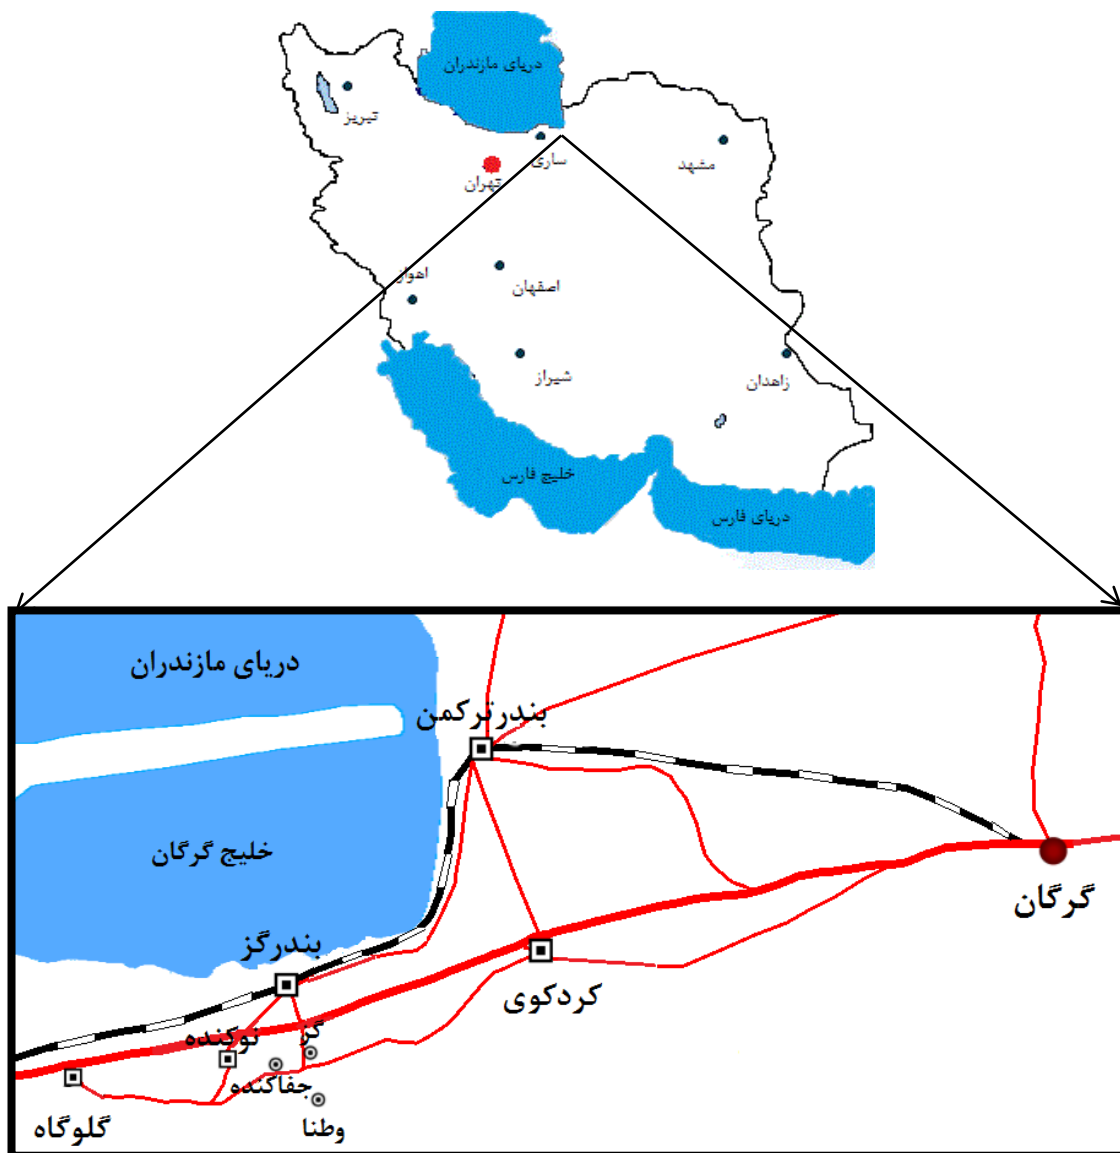 دریای مازندران
تبریز
ساری
مشهد
تهران
اهواز
اصفهان
شیراز
زاهدان
خلیج فارس
دریای فارس
دریای مازندران
بندرترکمن
خلیج گرگان
گرگان
بندرگز
کردکوی
نوکنده
گز
جفاکنده
گلوگاه
وطنا